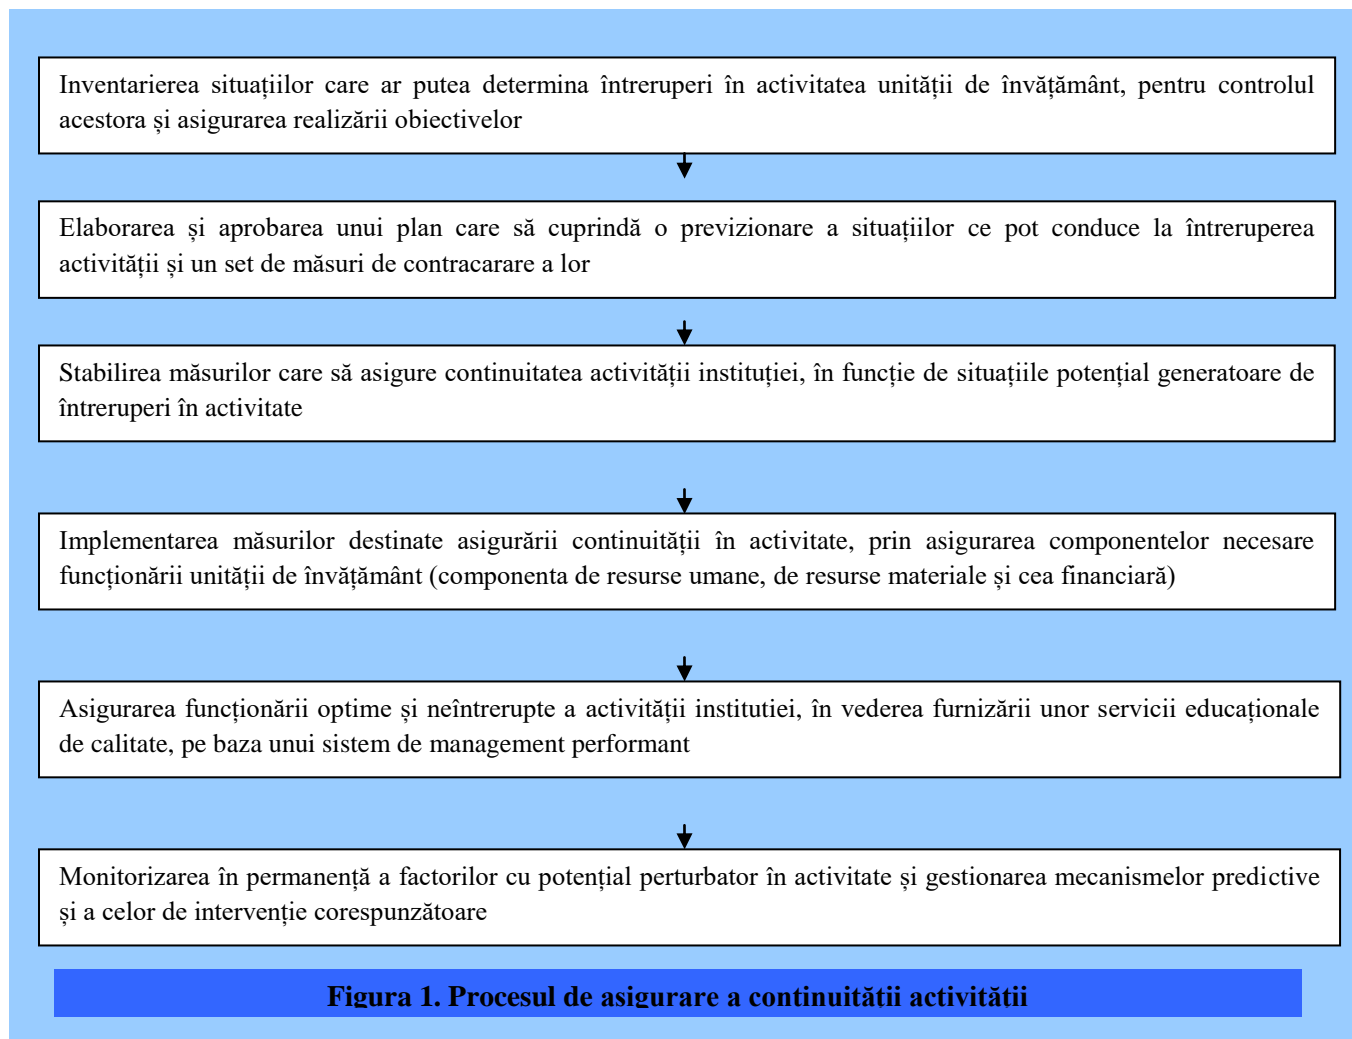 Inventarierea situațiilor care ar putea determina întreruperi în activitatea unității de învățământ, pentru controlul
acestora și asigurarea realizării obiectivelor
Elaborarea și aprobarea unui plan care să cuprindă o previzionare a situațiilor ce pot conduce la întreruperea
activității și un set de măsuri de contracarare a lor
Stabilirea măsurilor care să asigure continuitatea activității instituției, în funcție de situațiile potențial generatoare de
întreruperi în activitate
Implementarea măsurilor destinate asigurării continuității în activitate, prin asigurarea componentelor necesare
funcționării unității de învățământ (componenta de resurse umane, de resurse materiale și cea financiară)
Asigurarea funcționării optime și neîntrerupte a activității institutiei, în vederea furnizării unor servicii educaționale
de calitate, pe baza unui sistem de management performant
Monitorizarea în permanență a factorilor cu potențial perturbator în activitate și gestionarea mecanismelor predictive
și a celor de intervenție corespunzătoare
Figura 1. Procesul de asigurare a continuității activității